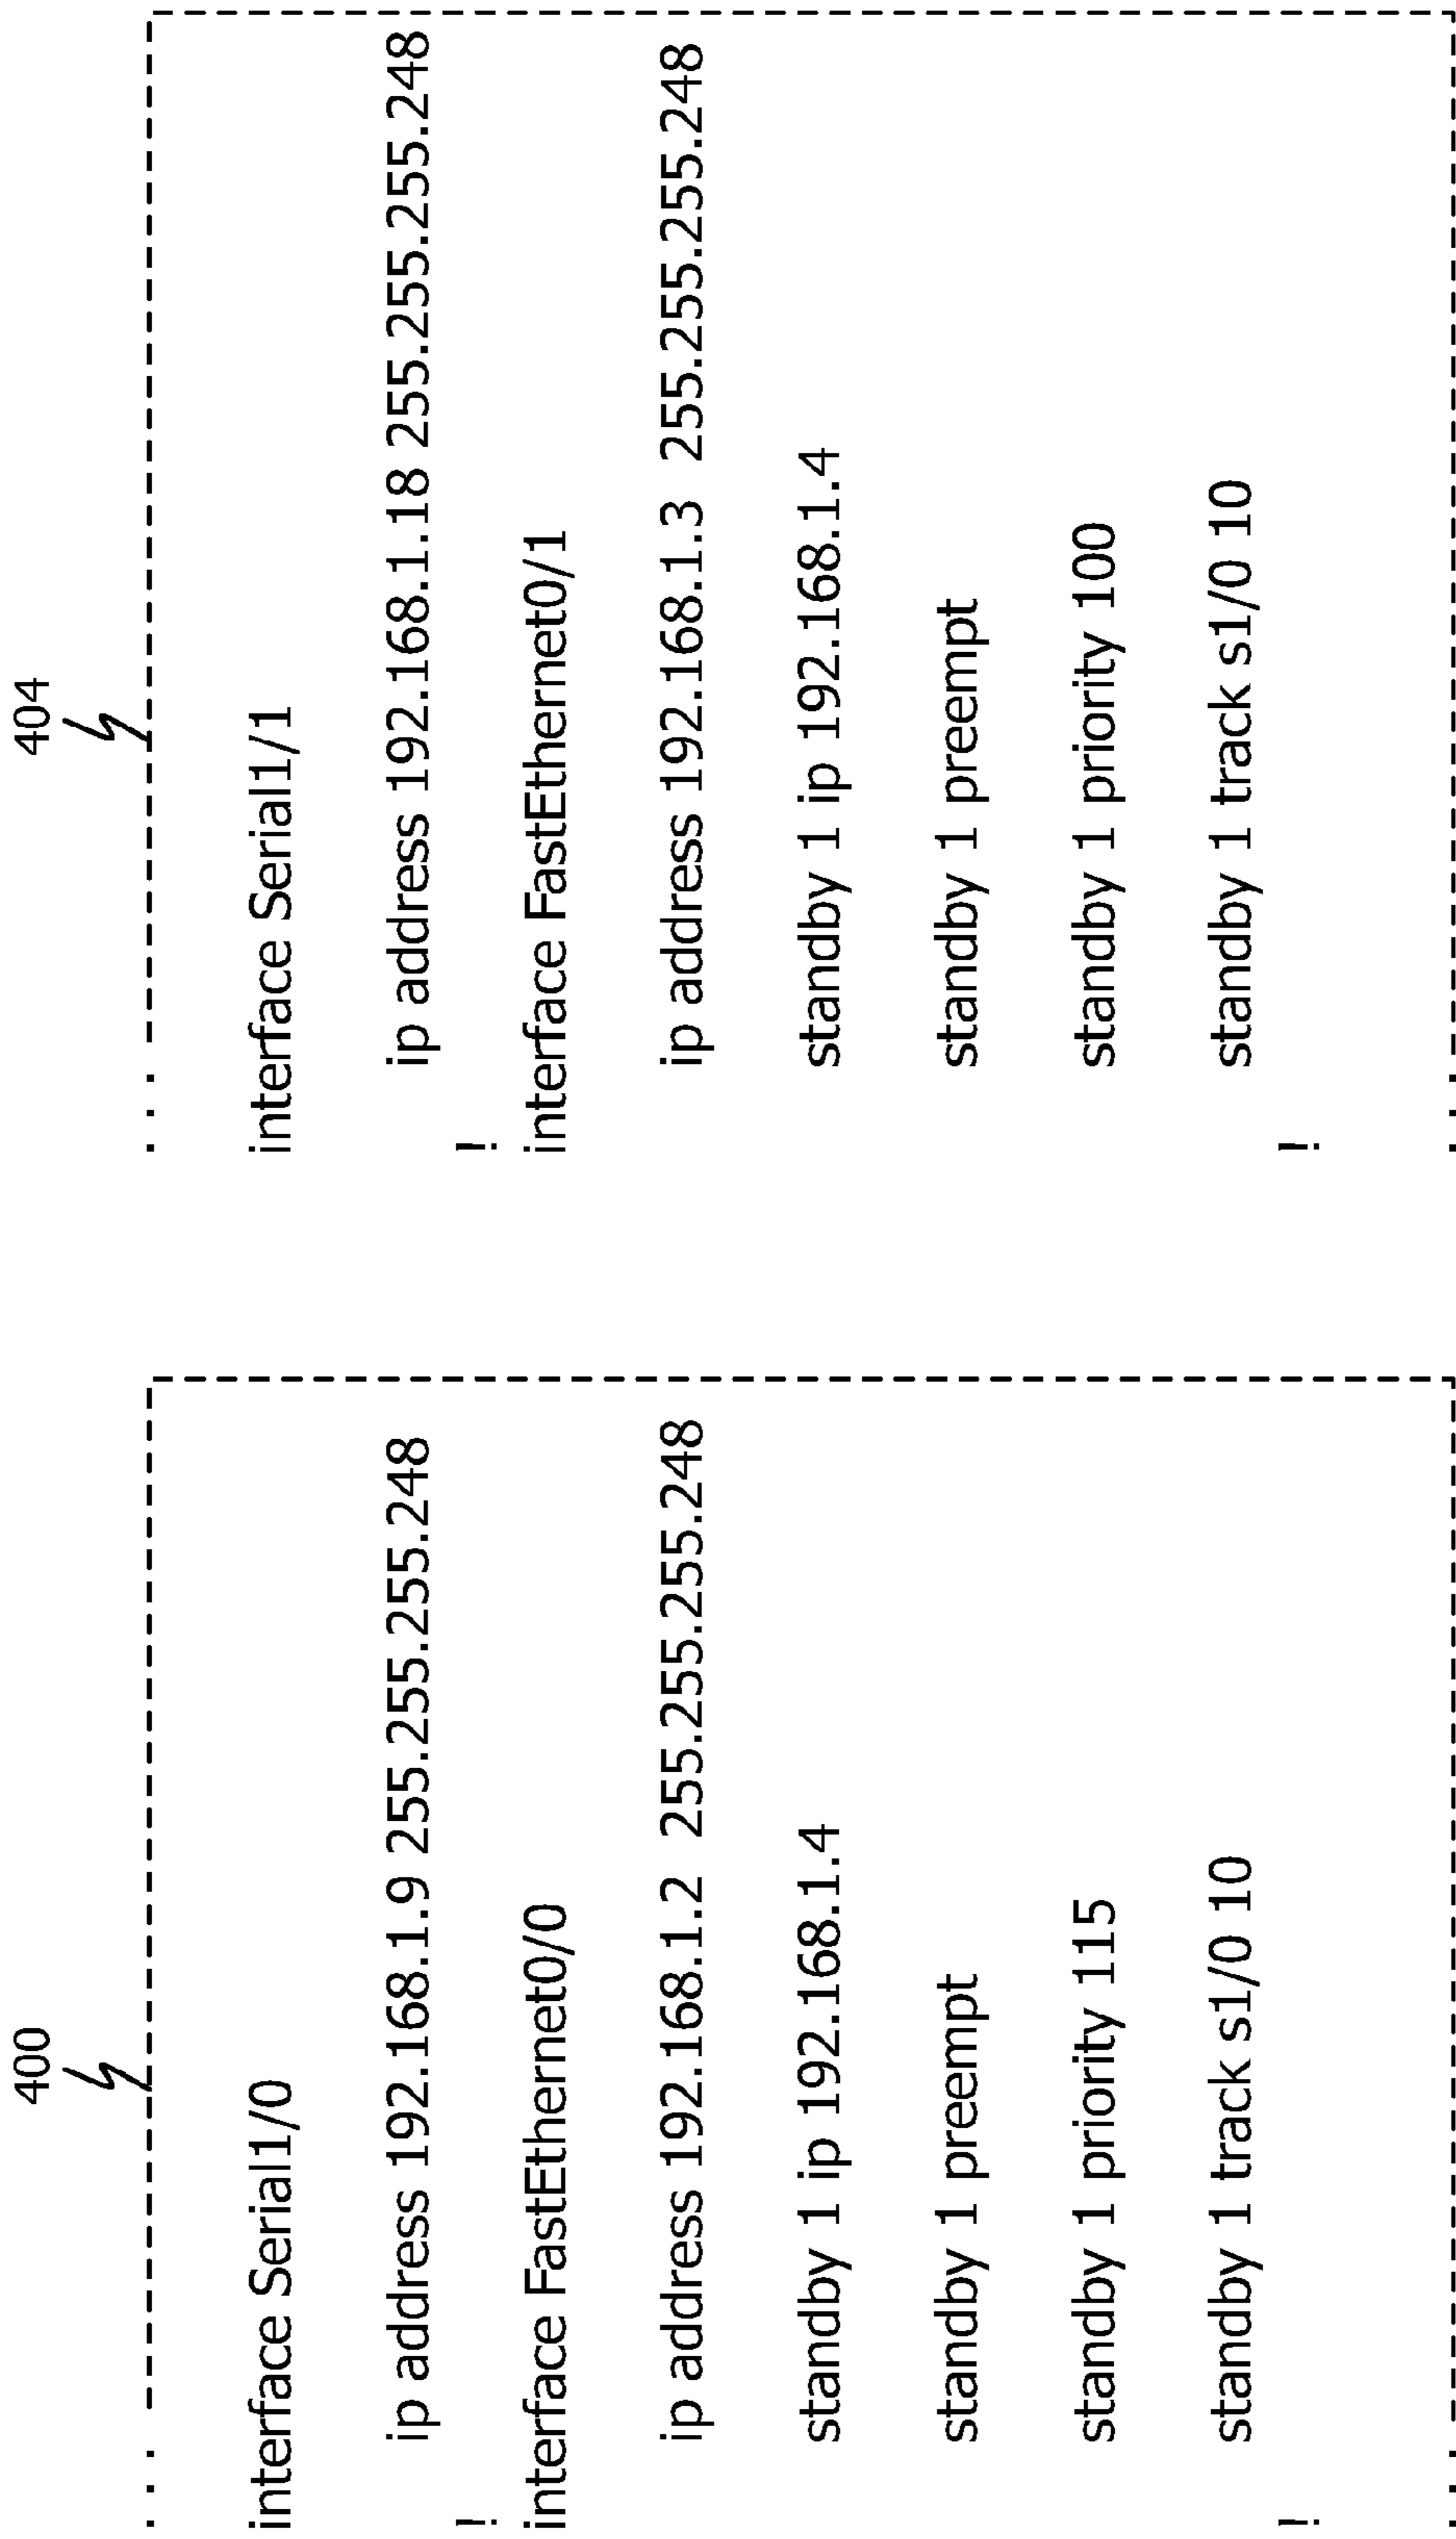 400
. . .
interface Serial1/0
ip address 192.168.1.9 255.255.255.248
!
interface FastEthernet0/0
ip address 192.168.1.2 255.255.255.248
standby 1 ip 192.168.1.4
standby 1 preempt
standby 1 priority 115
standby 1 track s1/0 10
!
. . .
404
. . .
interface Serial1/1
ip address 192.168.1.18 255.255.255.248
!
interface FastEthernet0/1
ip address 192.168.1.3 255.255.255.248
standby 1 ip 192.168.1.4
standby 1 preempt
standby 1 priority 100
standby 1 track s1/0 10
!
. . .